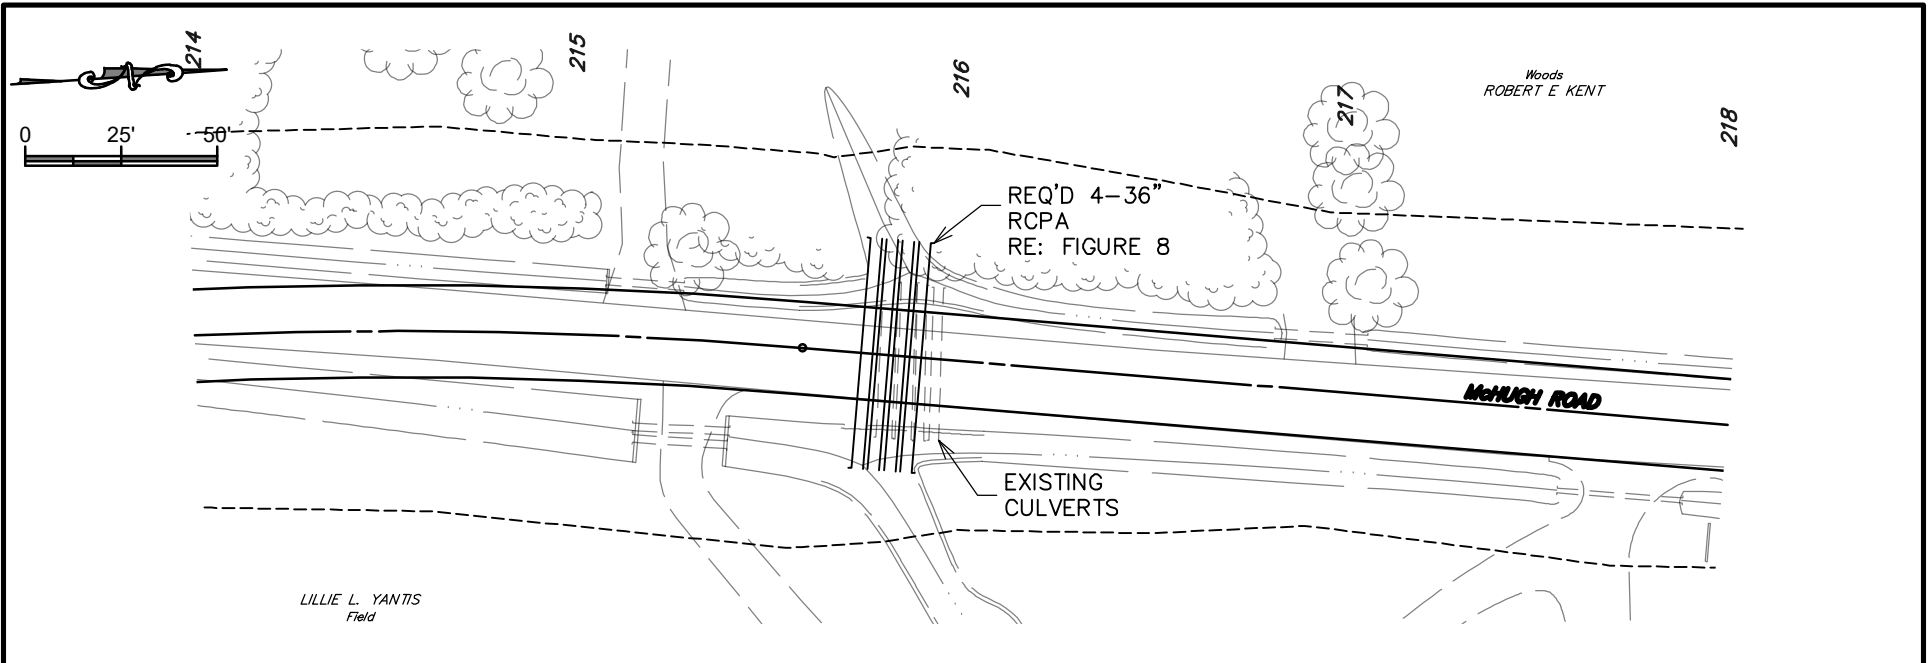 214
215
216
217
218
0 25' 50'
Woods
ROBERT E KENT
REQ'D 4-36"
RCPA
RE: FIGURE 8
McHUGH ROAD
EXISTING
CULVERTS
LILLIE L. YANTIS
Field